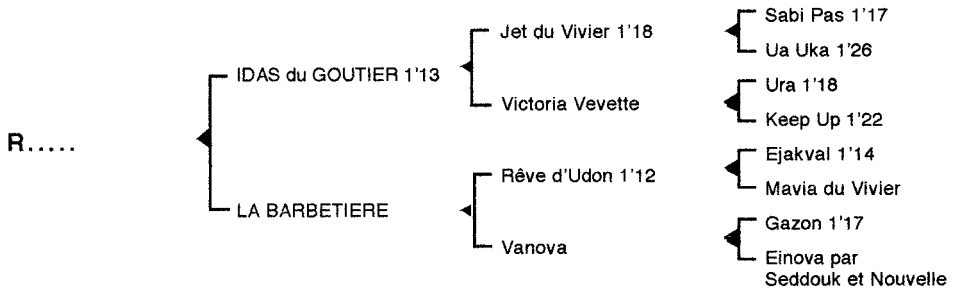 Sabi Pas 1'17
Jet du Vivier 1'18
Ua Uka 1'26
IDAS du GOUTIER 1'13
Ura 1'18
Victoria Vevette
Keep Up 1'22
R.....
Ejakval 1'14
Rêve d'Udon 1'12
Mavia du Vivier
LA BARBETIERE
Gazon 1'17
Vanova
Einova par
Seddouk et Nouvelle